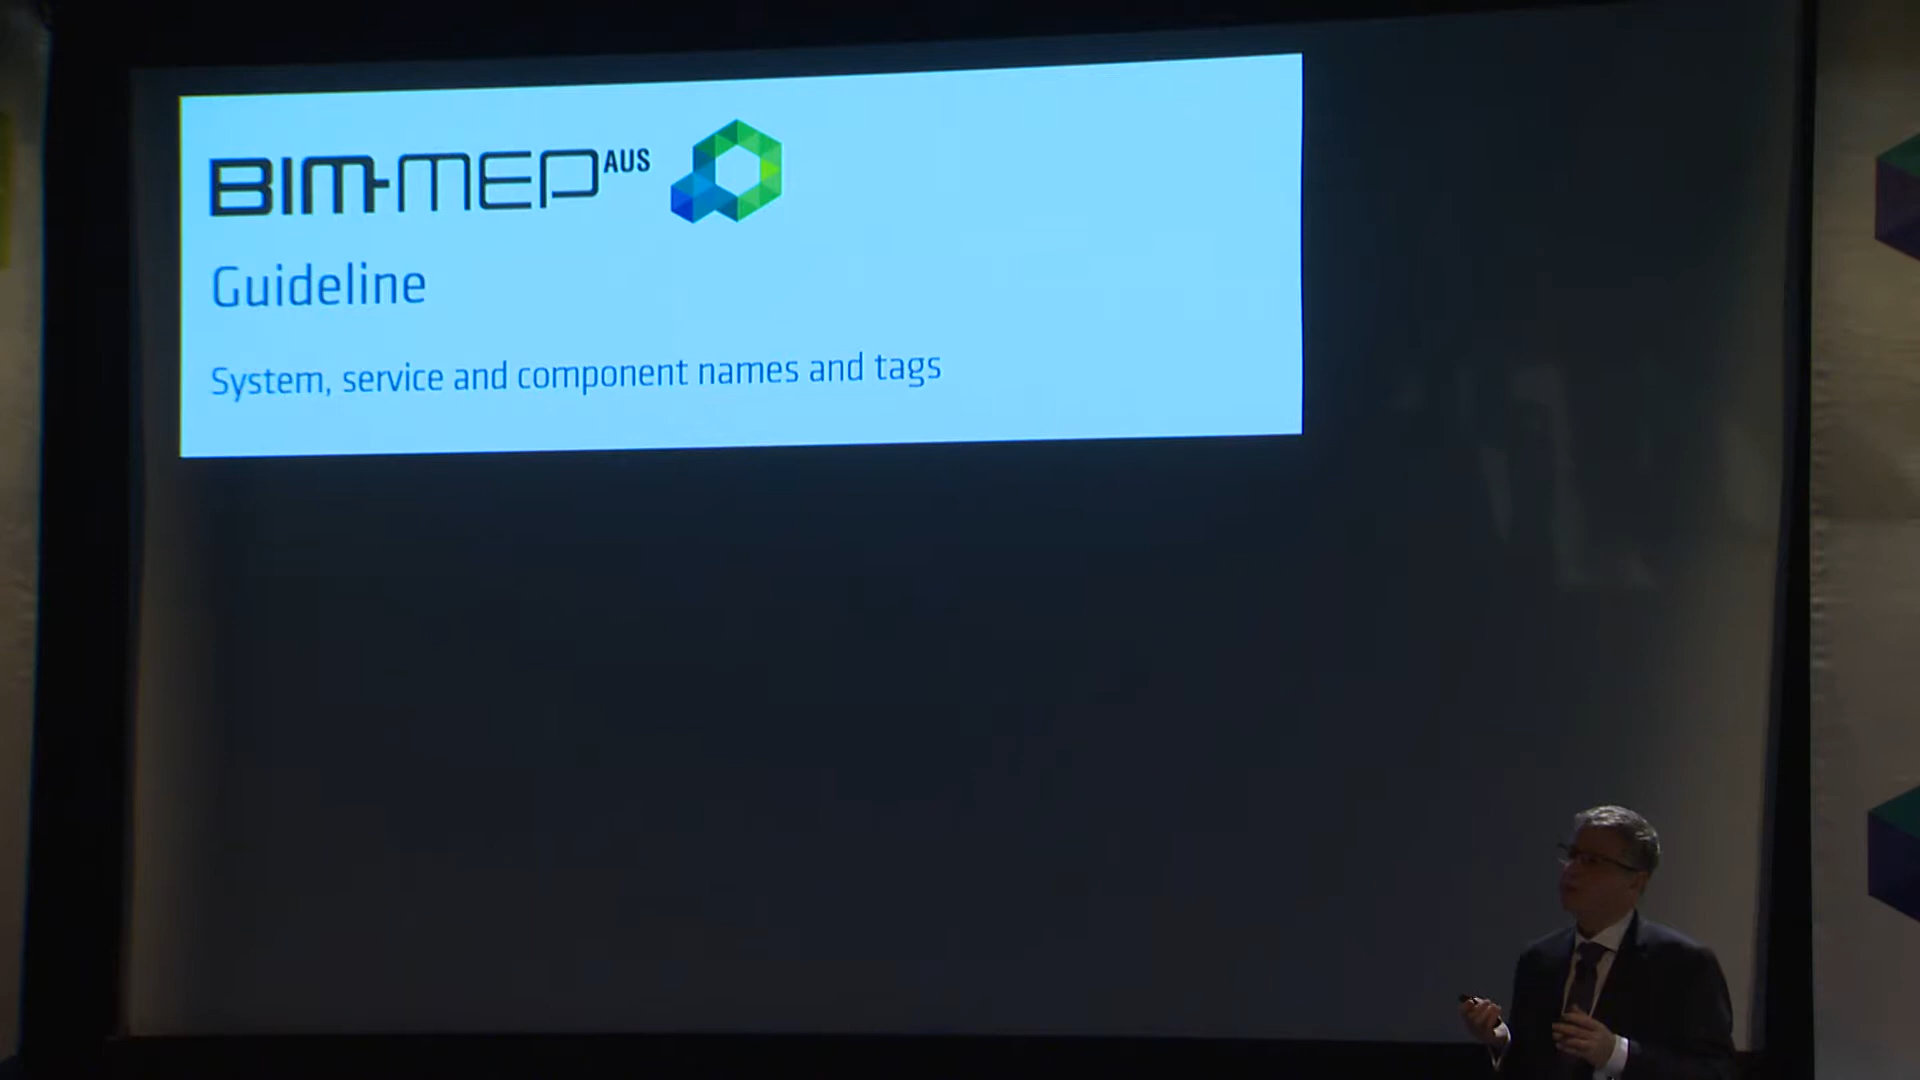 BIM-MEP AUS
Guideline
System, service and component names and tags